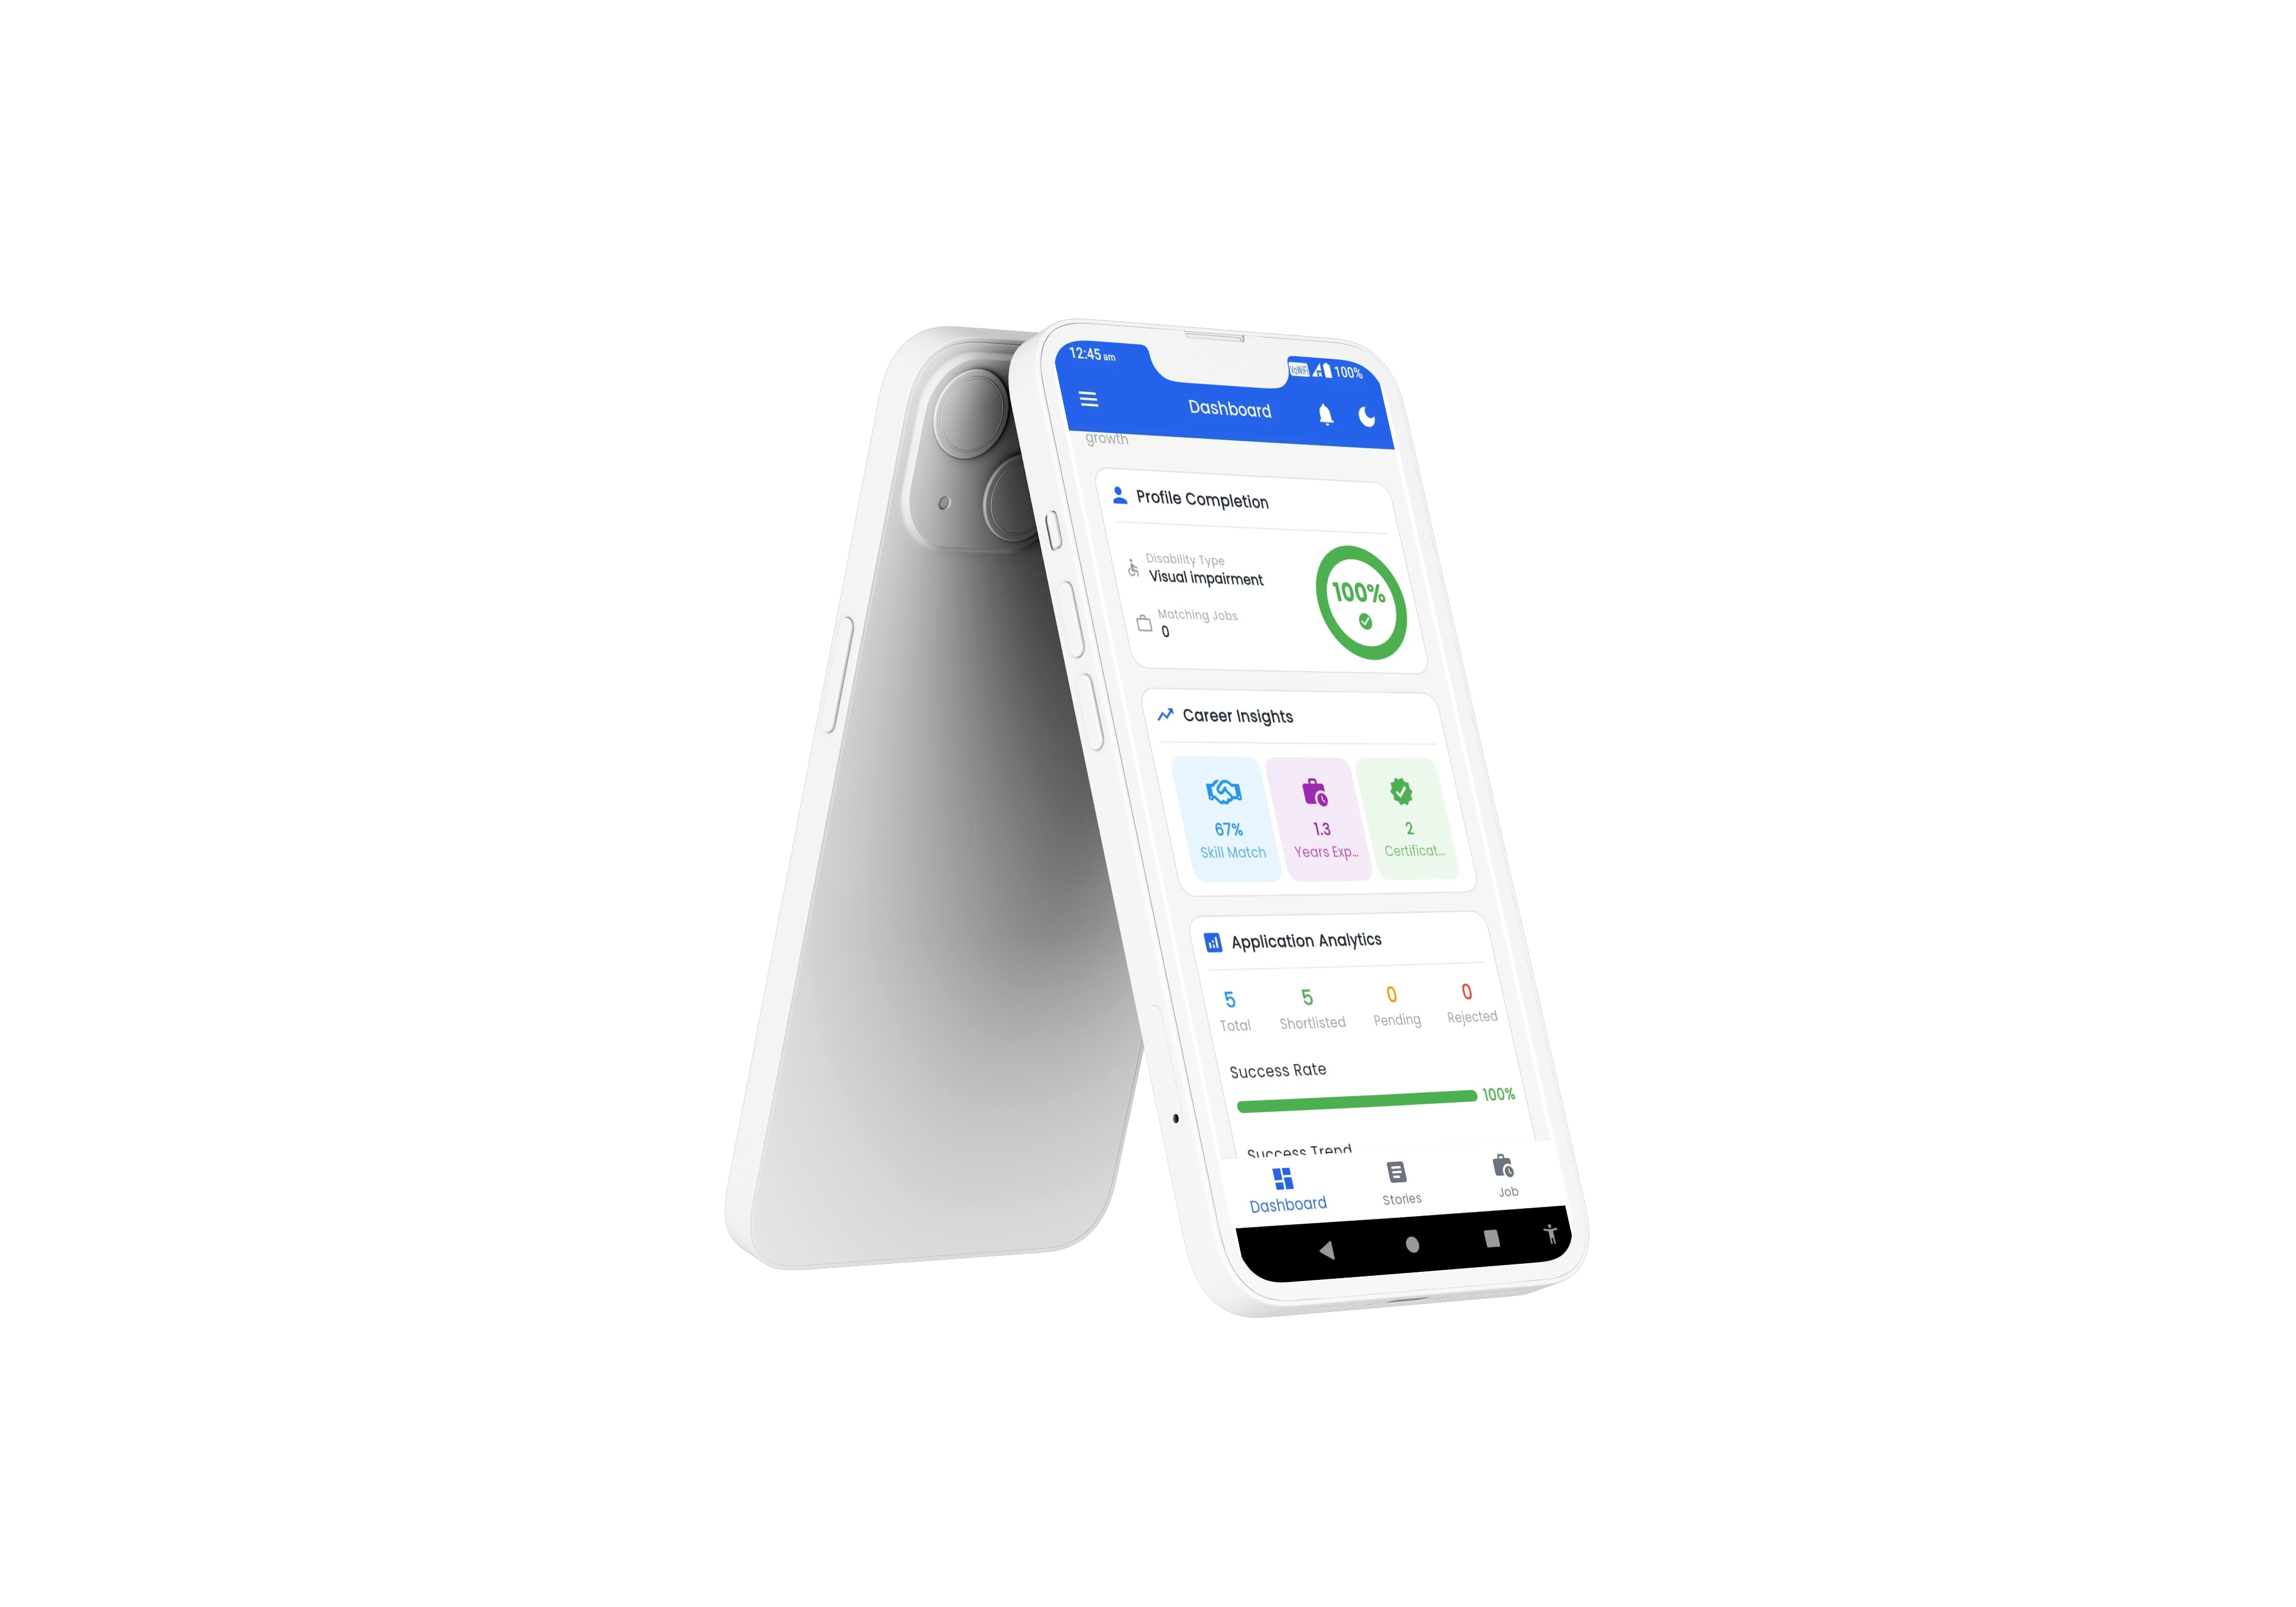 12:45 am
VoWiFi 100%
Dashboard
growth
Profile Completion
Disability Type
Visual impairment
Matching Jobs
0
100%
Career Insights
67%
Skill Match
1.3
Years Exp...
2
Certificat...
Application Analytics
5
Total
5
Shortlisted
0
Pending
0
Rejected
Success Rate
100%
Success Trend
Dashboard
Stories
Job